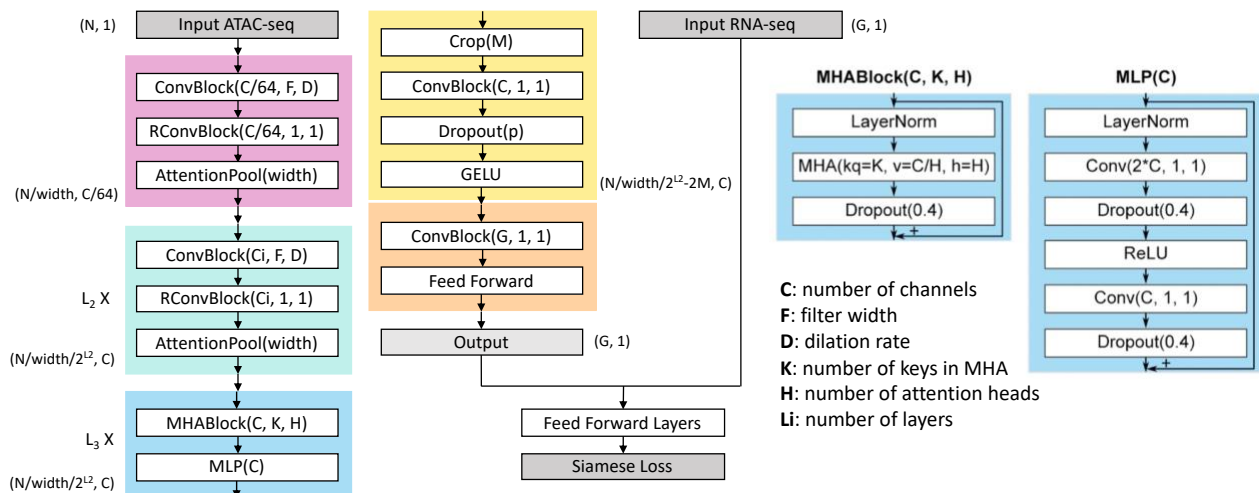 (N, 1)
Input ATAC-seq
ConvBlock(C/64, F, D)
RConvBlock(C/64, 1, 1)
AttentionPool(width)
(N/width, C/64)
ConvBlock(Ci, F, D)
L₂ X
RConvBlock(Ci, 1, 1)
AttentionPool(width)
(N/width/2ᴸ², C)
MHABlock(C, K, H)
L₃ X
MLP(C)
(N/width/2ᴸ², C)
Crop(M)
ConvBlock(C, 1, 1)
Dropout(p)
GELU
(N/width/2ᴸ²-2M, C)
ConvBlock(G, 1, 1)
Feed Forward
Output
(G, 1)
Input RNA-seq
(G, 1)
Feed Forward Layers
Siamese Loss
MHABlock(C, K, H)
LayerNorm
MHA(kq=K, v=C/H, h=H)
Dropout(0.4)
+
MLP(C)
LayerNorm
Conv(2*C, 1, 1)
Dropout(0.4)
ReLU
Conv(C, 1, 1)
Dropout(0.4)
+
C: number of channels
F: filter width
D: dilation rate
K: number of keys in MHA
H: number of attention heads
Li: number of layers